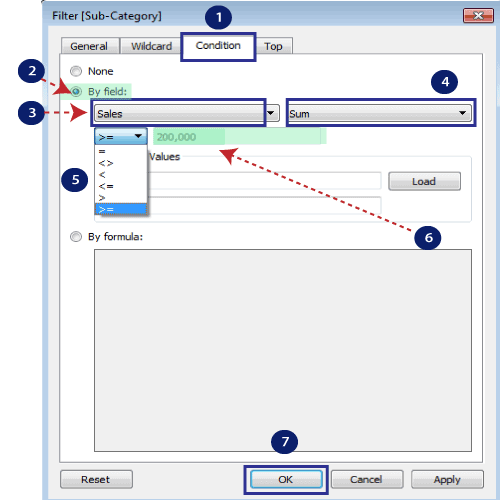 Filter [Sub-Category]
1
General Wildcard Condition Top
2
None
By field:
3
4
Sales Sum
>= 200,000
=
<>
<
<=
>
>=
5
Values
Load
6
By formula:
7
Reset OK Cancel Apply